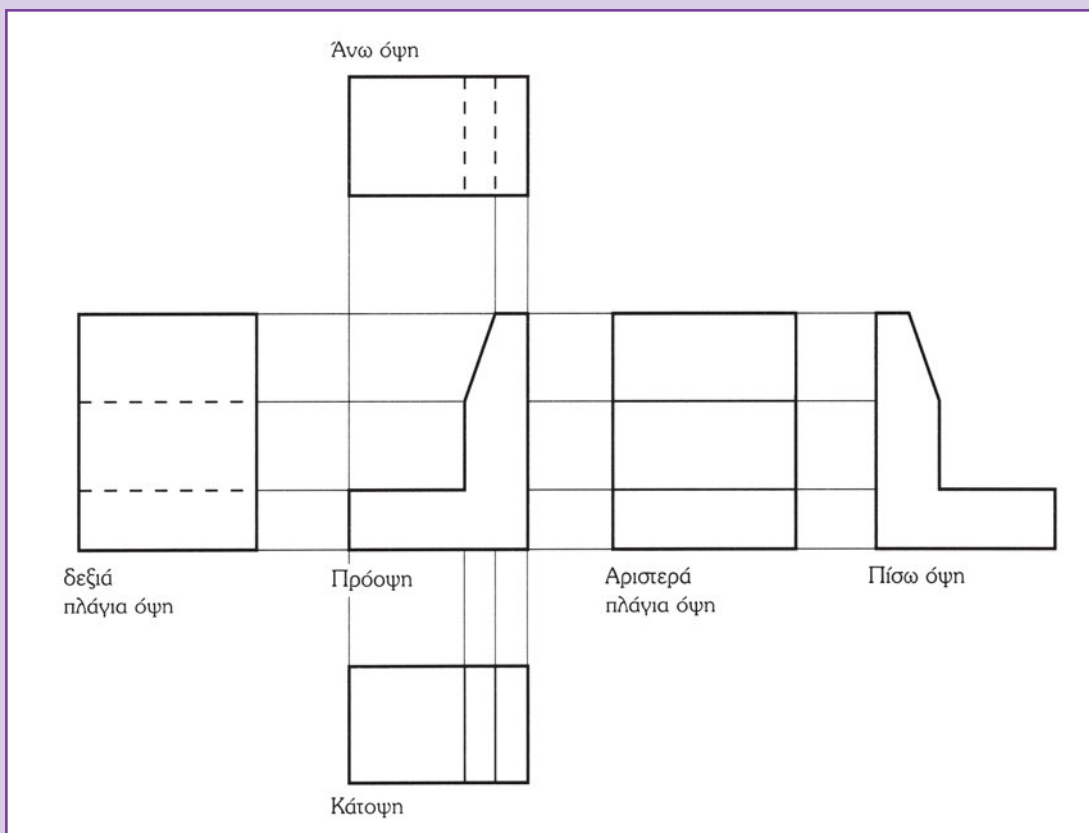 Άνω όψη
δεξιά
πλάγια όψη
Πρόοψη
Αριστερά
πλάγια όψη
Πίσω όψη
Κάτοψη